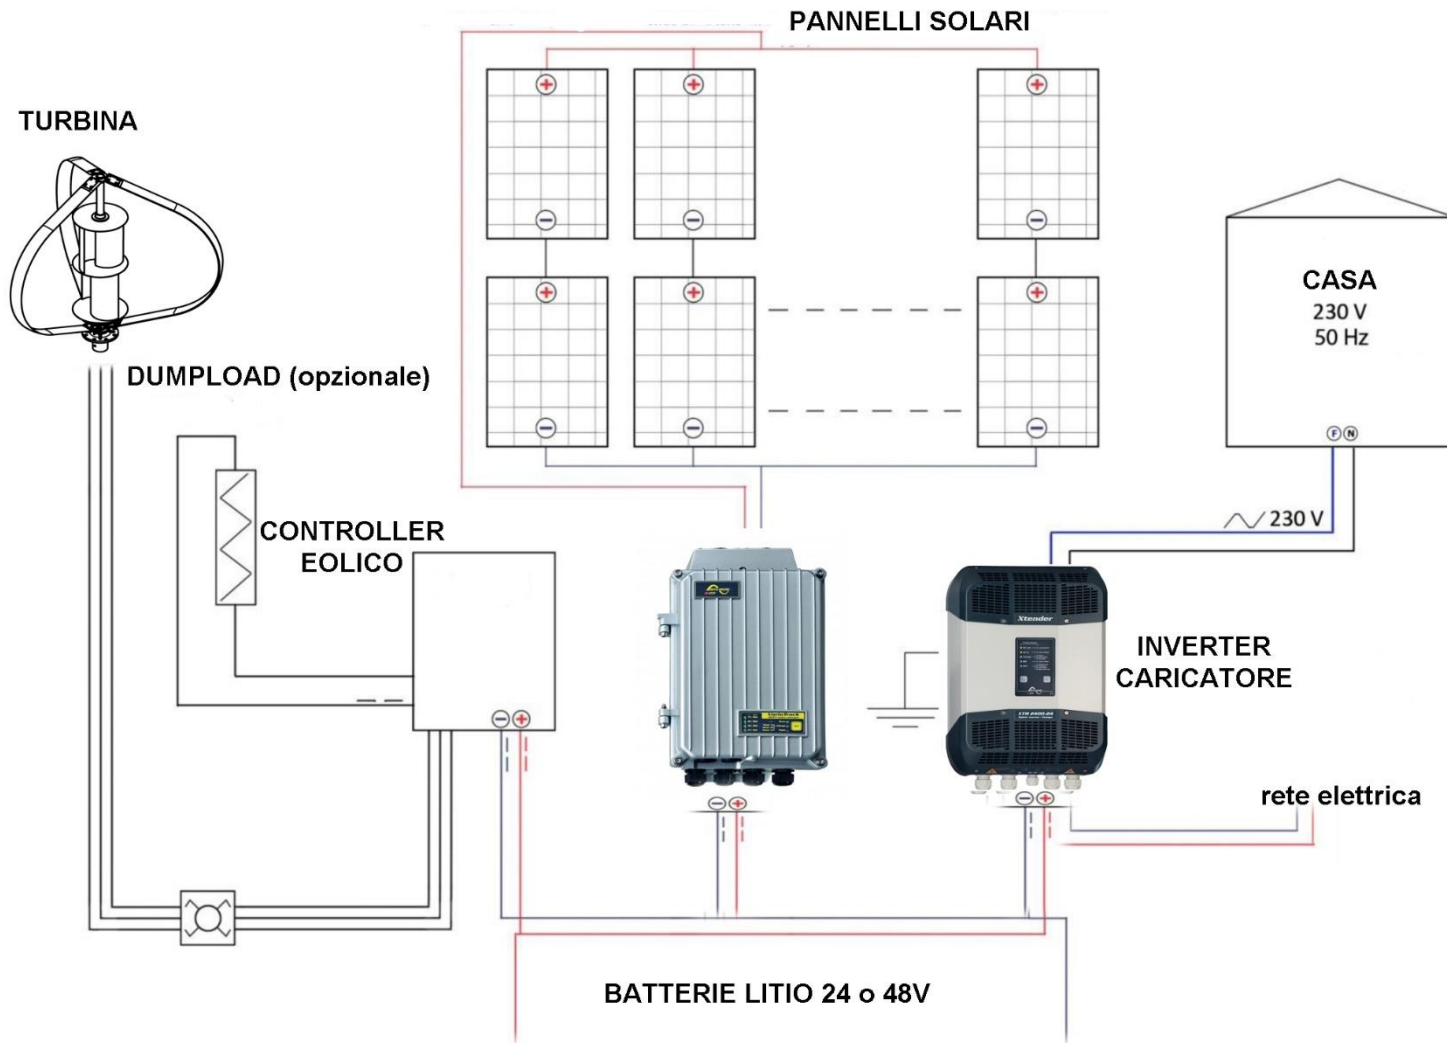 PANNELLI SOLARI
TURBINA
CASA
230 V
50 Hz
DUMPLOAD (opzionale)
F N
230 V
CONTROLLER
EOLICO
Xtender
INVERTER
CARICATORE
rete elettrica
BATTERIE LITIO 24 o 48V